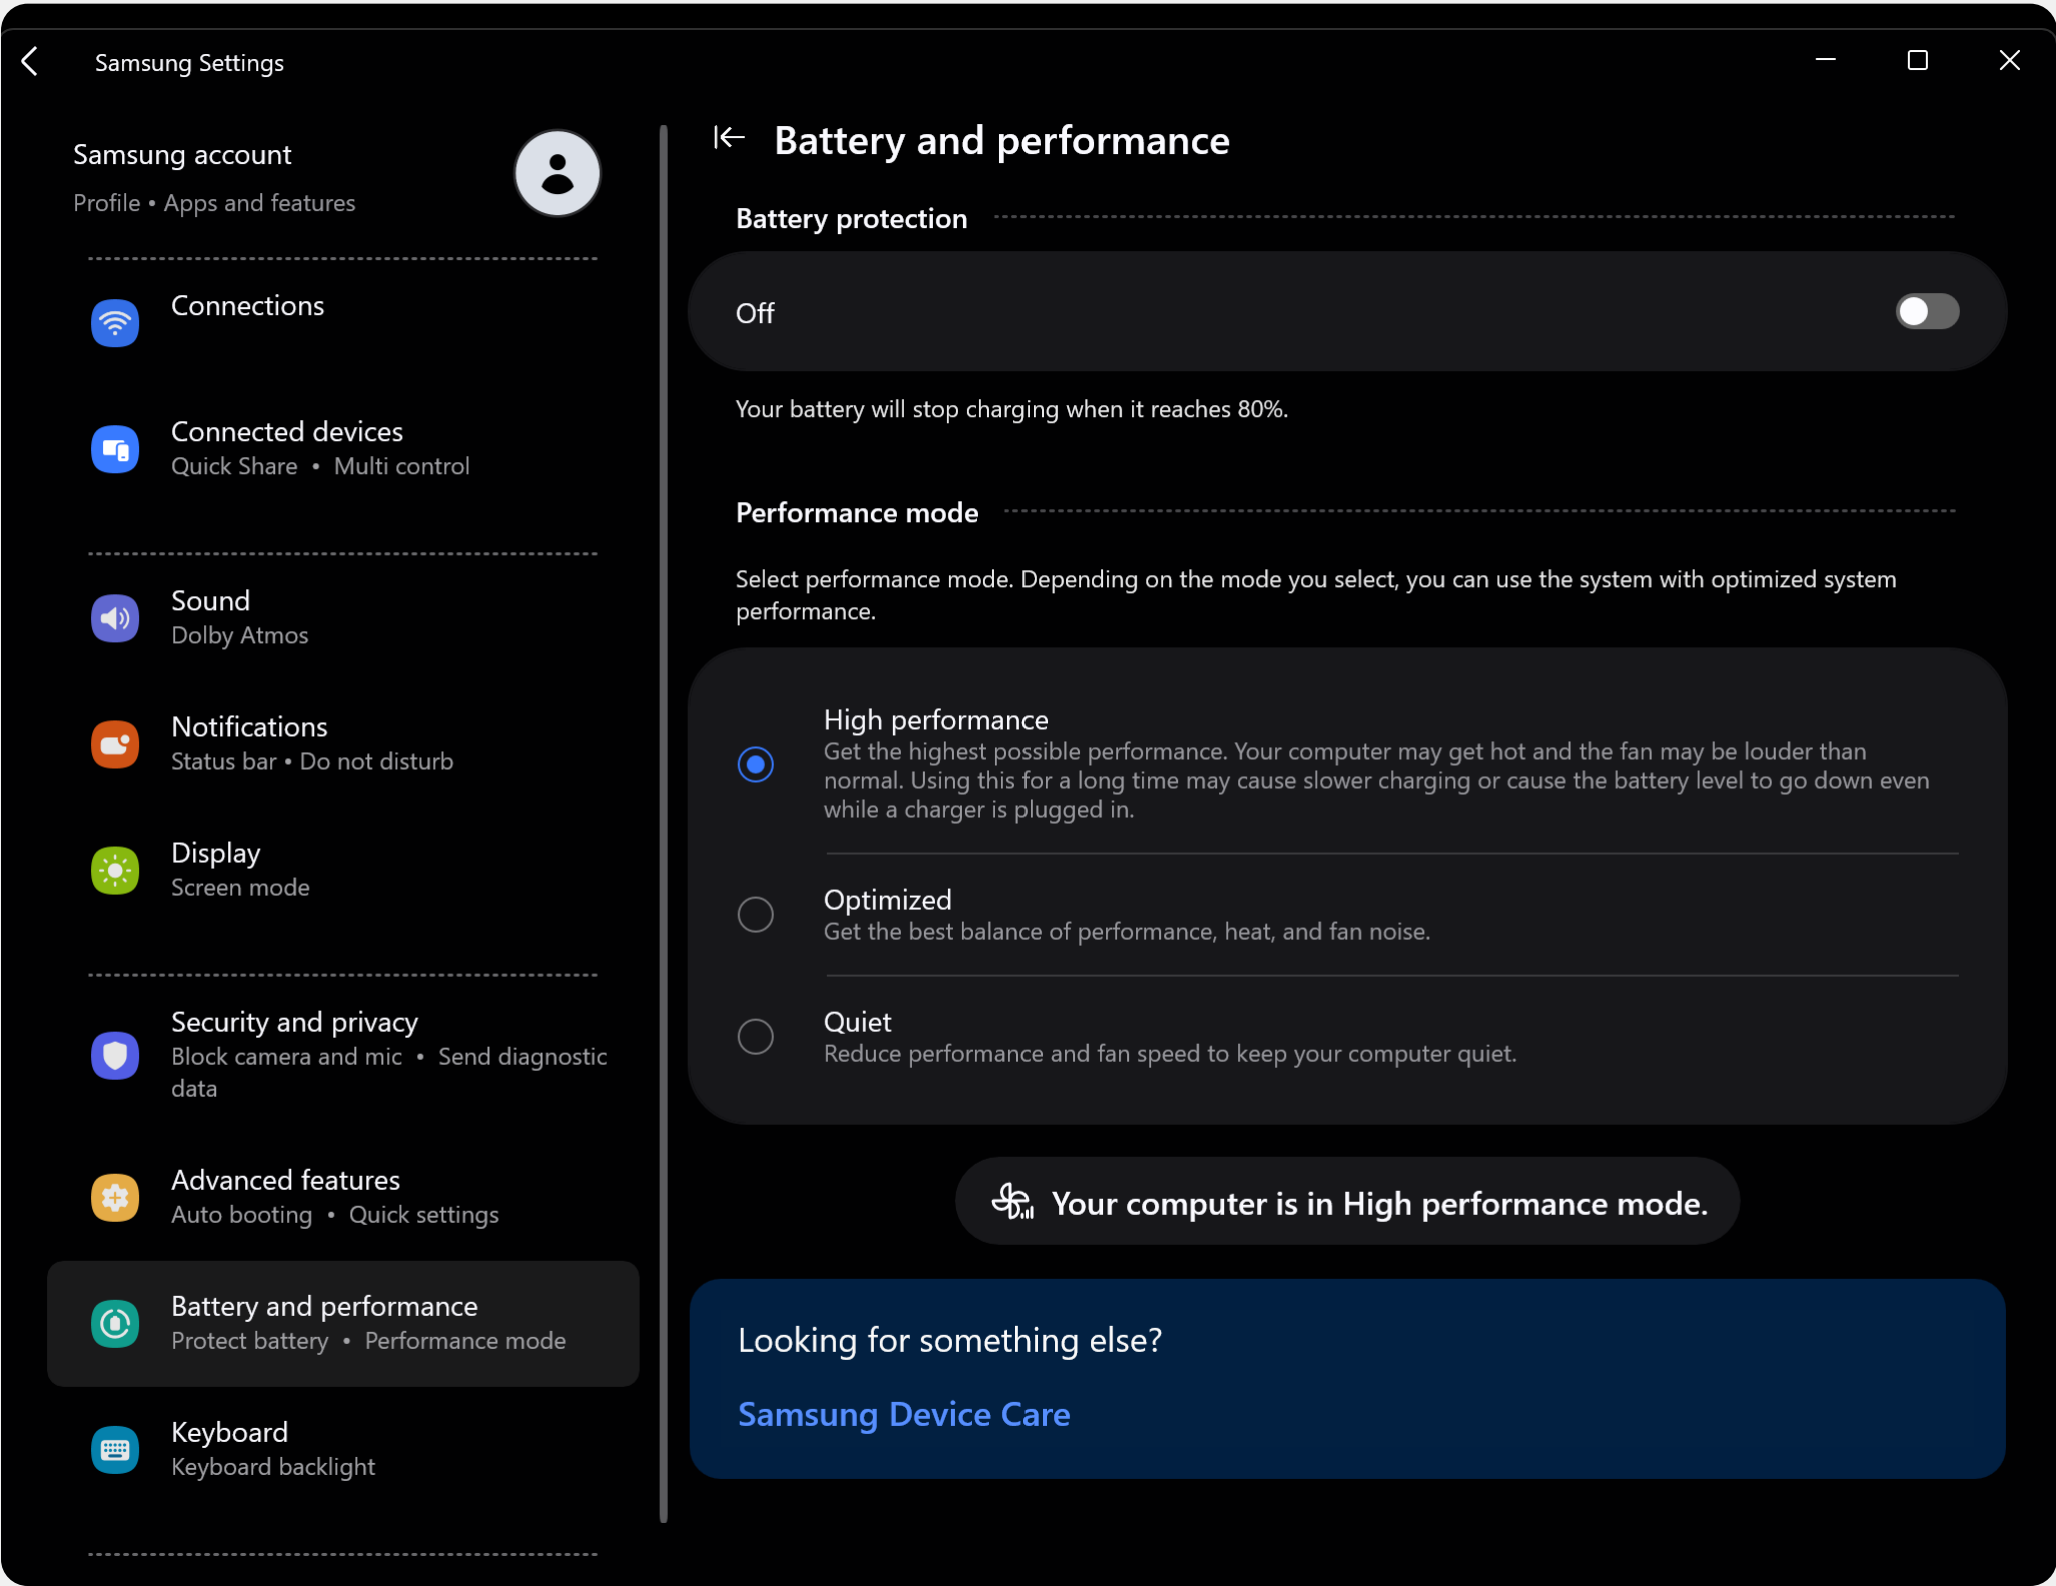 Samsung Settings
Samsung account
Profile • Apps and features
Connections
Connected devices
Quick Share • Multi control
Sound
Dolby Atmos
Notifications
Status bar • Do not disturb
Display
Screen mode
Security and privacy
Block camera and mic • Send diagnostic
data
Advanced features
Auto booting • Quick settings
Battery and performance
Protect battery • Performance mode
Keyboard
Keyboard backlight
Battery and performance
Battery protection
Off
Your battery will stop charging when it reaches 80%.
Performance mode
Select performance mode. Depending on the mode you select, you can use the system with optimized system
performance.
High performance
Get the highest possible performance. Your computer may get hot and the fan may be louder than
normal. Using this for a long time may cause slower charging or cause the battery level to go down even
while a charger is plugged in.
Optimized
Get the best balance of performance, heat, and fan noise.
Quiet
Reduce performance and fan speed to keep your computer quiet.
Your computer is in High performance mode.
Looking for something else?
Samsung Device Care